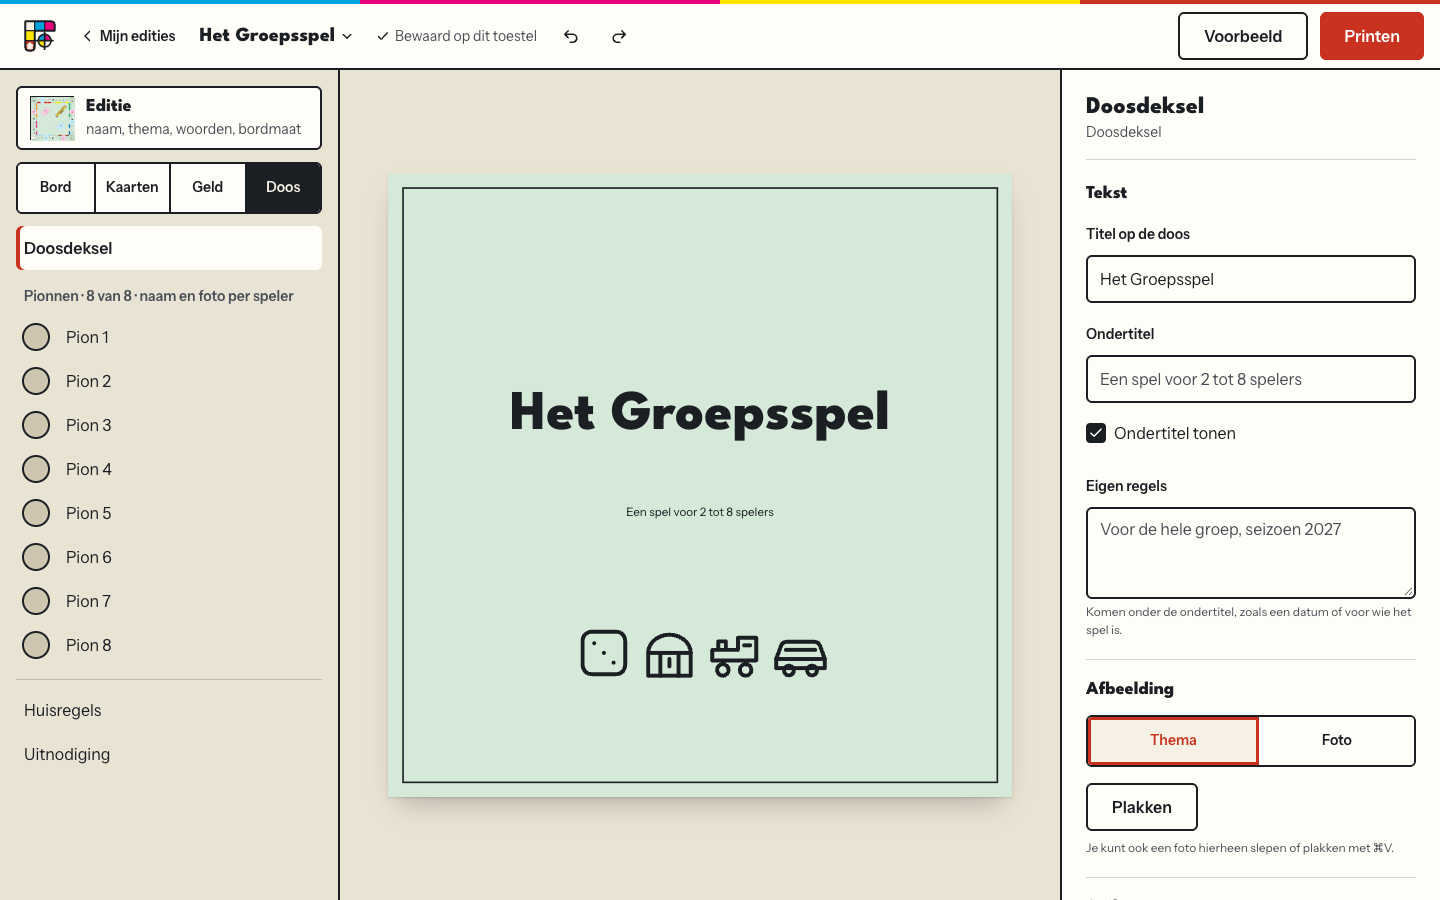 Mijn edities
Het Groepsspel
Bewaard op dit toestel
Voorbeeld
Printen
Editie
naam, thema, woorden, bordmaat
Bord
Kaarten
Geld
Doos
Doosdeksel
Pionnen · 8 van 8 · naam en foto per speler
Pion 1
Pion 2
Pion 3
Pion 4
Pion 5
Pion 6
Pion 7
Pion 8
Huisregels
Uitnodiging
Het Groepsspel
Een spel voor 2 tot 8 spelers
Doosdeksel
Doosdeksel
Tekst
Titel op de doos
Het Groepsspel
Ondertitel
Een spel voor 2 tot 8 spelers
Ondertitel tonen
Eigen regels
Voor de hele groep, seizoen 2027
Komen onder de ondertitel, zoals een datum of voor wie het
spel is.
Afbeelding
Thema
Foto
Plakken
Je kunt ook een foto hierheen slepen of plakken met ⌘V.